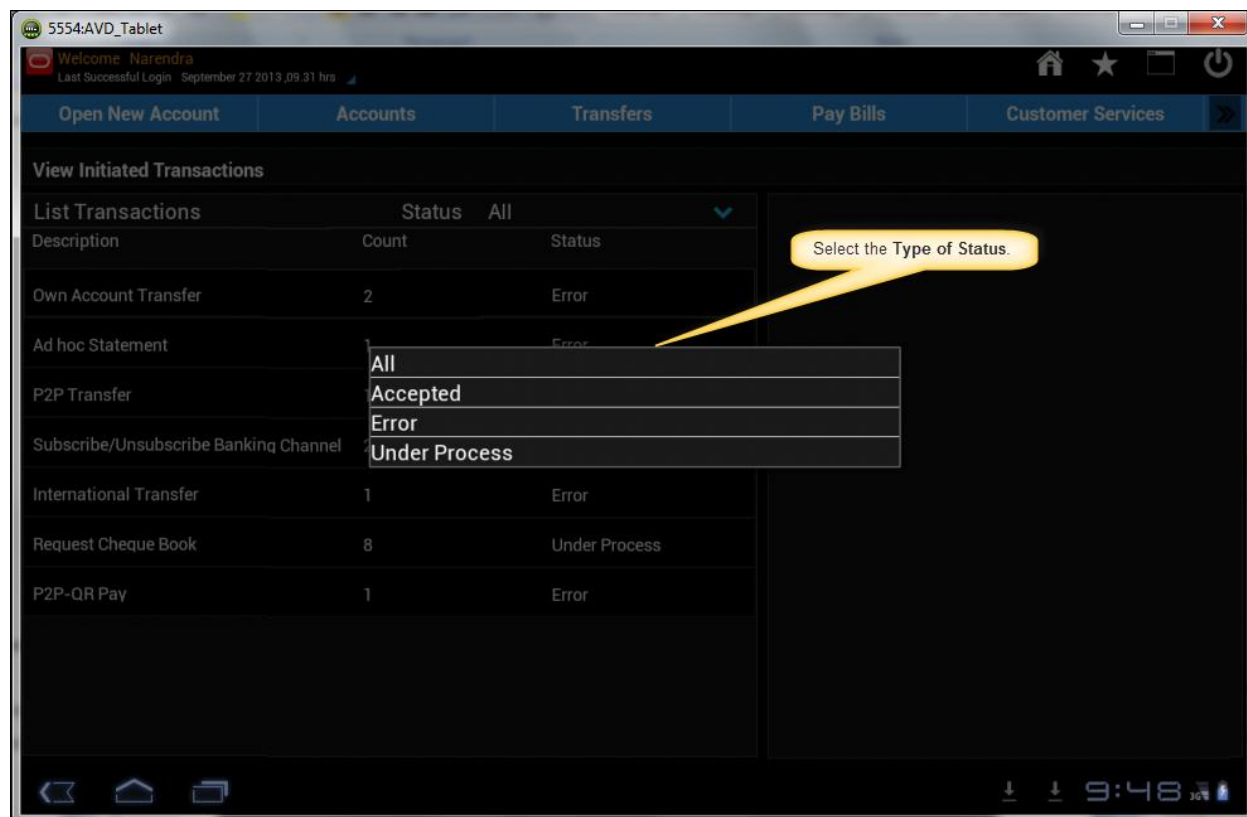 5554:AVD_Tablet
Welcome Narendra
Last Successful Login September 27 2013 ,09.31 hrs
Open New Account Accounts Transfers Pay Bills Customer Services
View Initiated Transactions
List Transactions Status All
Description Count Status
Select the Type of Status.
Own Account Transfer 2 Error
Ad hoc Statement 1 Error
All
P2P Transfer
Accepted
Error
Subscribe/Unsubscribe Banking Channel
Under Process
International Transfer 1 Error
Request Cheque Book 8 Under Process
P2P-QR Pay 1 Error
9:48 3G